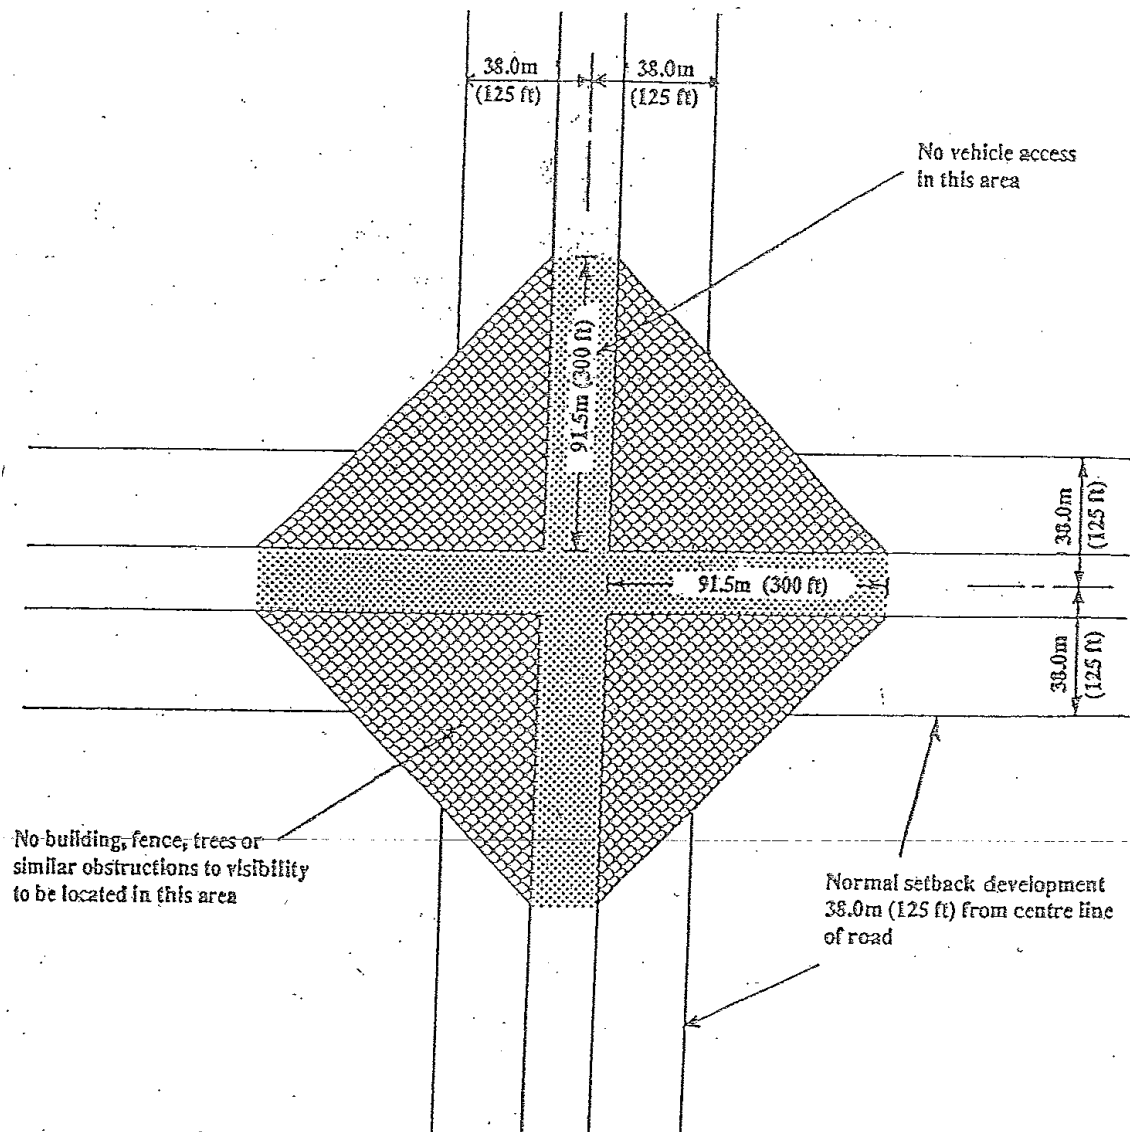 38.0m
(125 ft)
38.0m
(125 ft)
No vehicle access
in this area
91.5m (300 ft)
38.0m
(125 ft)
91.5m (300 ft)
38.0m
(125 ft)
No building, fence, trees or
similar obstructions to visibility
to be located in this area
Normal setback development
38.0m (125 ft) from centre line
of road